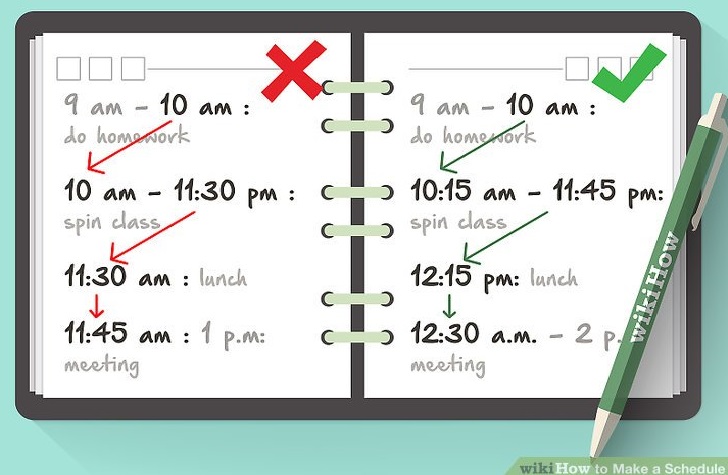 9 am – 10 am :
do homework
10 am – 11:30 pm :
spin class
11:30 am : lunch
11:45 am : 1 p.m:
meeting
9 am – 10 am :
do homework
10:15 am – 11:45 pm:
spin class
12:15 pm: lunch
12:30 a.m. – 2 p.
meeting
wikiHow
wikiHow to Make a Schedule